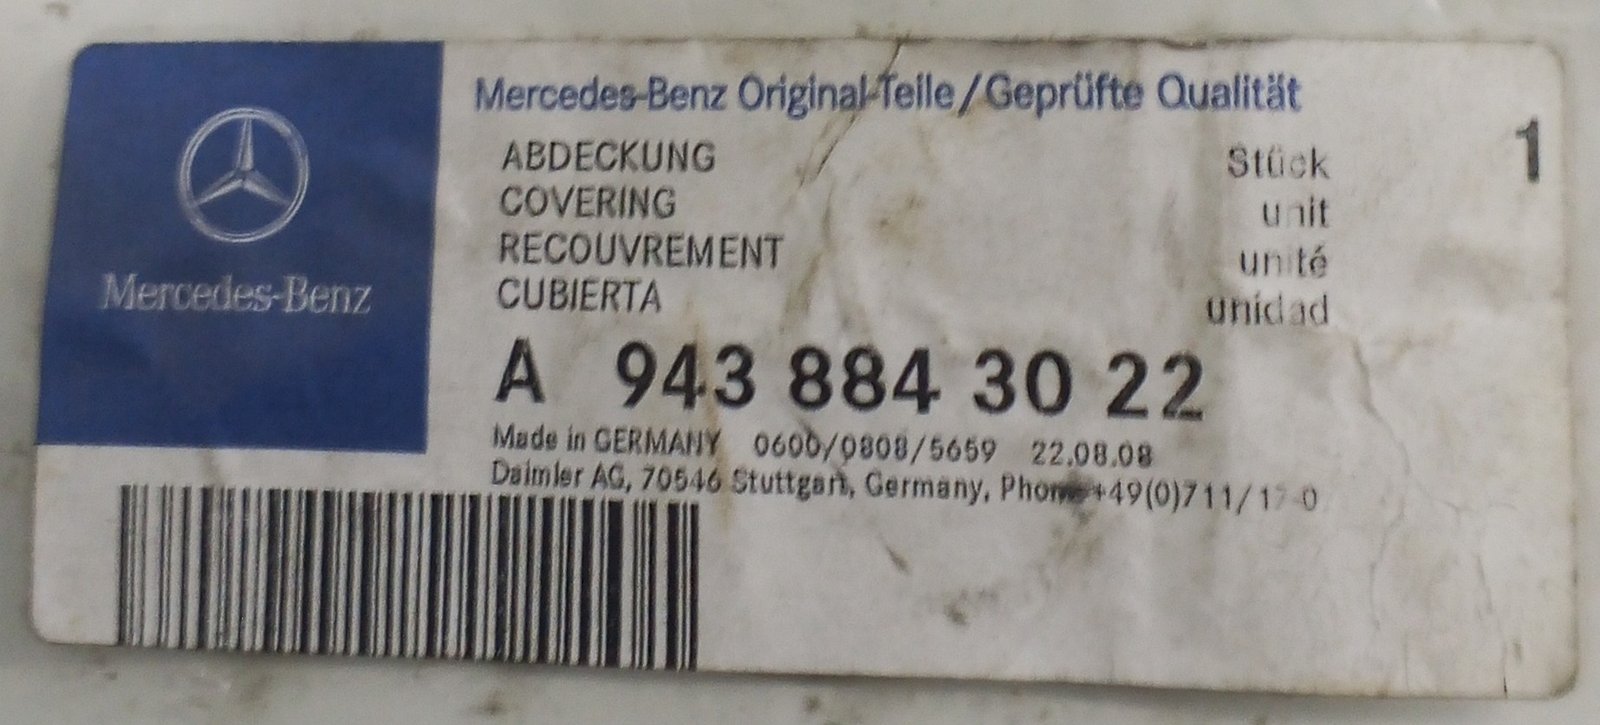 Mercedes-Benz Original-Teile/Geprüfte Qualität
ABDECKUNG Stück 1
COVERING unit
RECOUVREMENT unité
CUBIERTA unidad
Mercedes-Benz
A 943 884 30 22
Made in GERMANY 0600/0808/5659 22.08.08
Daimler AG, 70546 Stuttgart, Germany, Phone +49(0)711/17-0